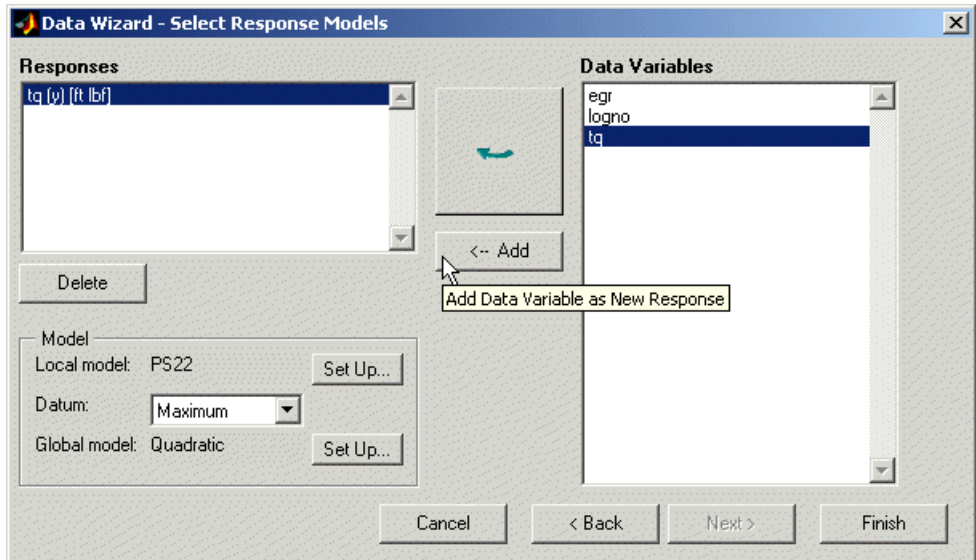 Data Wizard - Select Response Models
Responses
tq (y) [ft lbf]
Data Variables
egr
logno
tq
<-- Add
Add Data Variable as New Response
Delete
Model
Local model: PS22 Set Up...
Datum: Maximum
Global model: Quadratic Set Up...
Cancel < Back Next > Finish